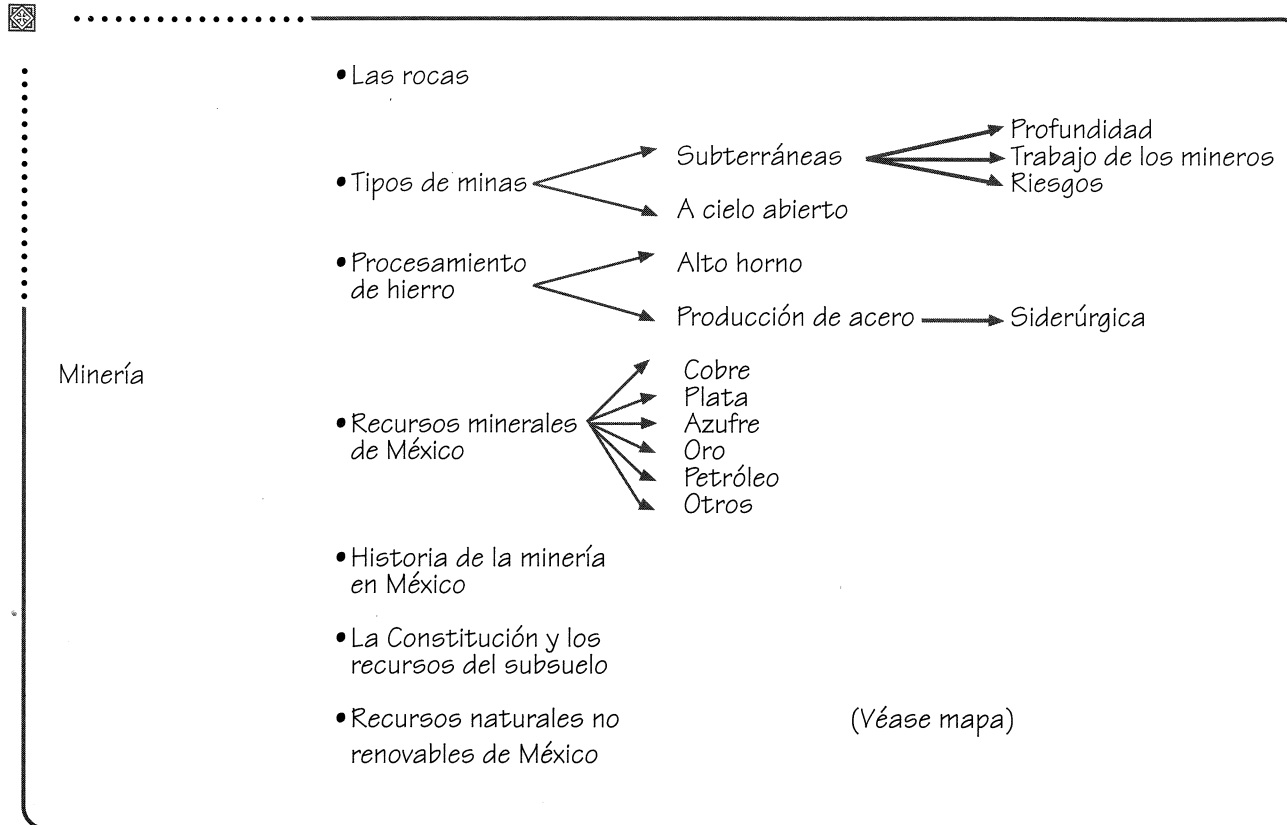 • Las rocas
• Tipos de minas
Subterráneas
Profundidad
Trabajo de los mineros
Riesgos
A cielo abierto
• Procesamiento
de hierro
Alto horno
Producción de acero
Siderúrgica
Minería
• Recursos minerales
de México
Cobre
Plata
Azufre
Oro
Petróleo
Otros
• Historia de la minería
en México
• La Constitución y los
recursos del subsuelo
• Recursos naturales no
renovables de México
(Véase mapa)